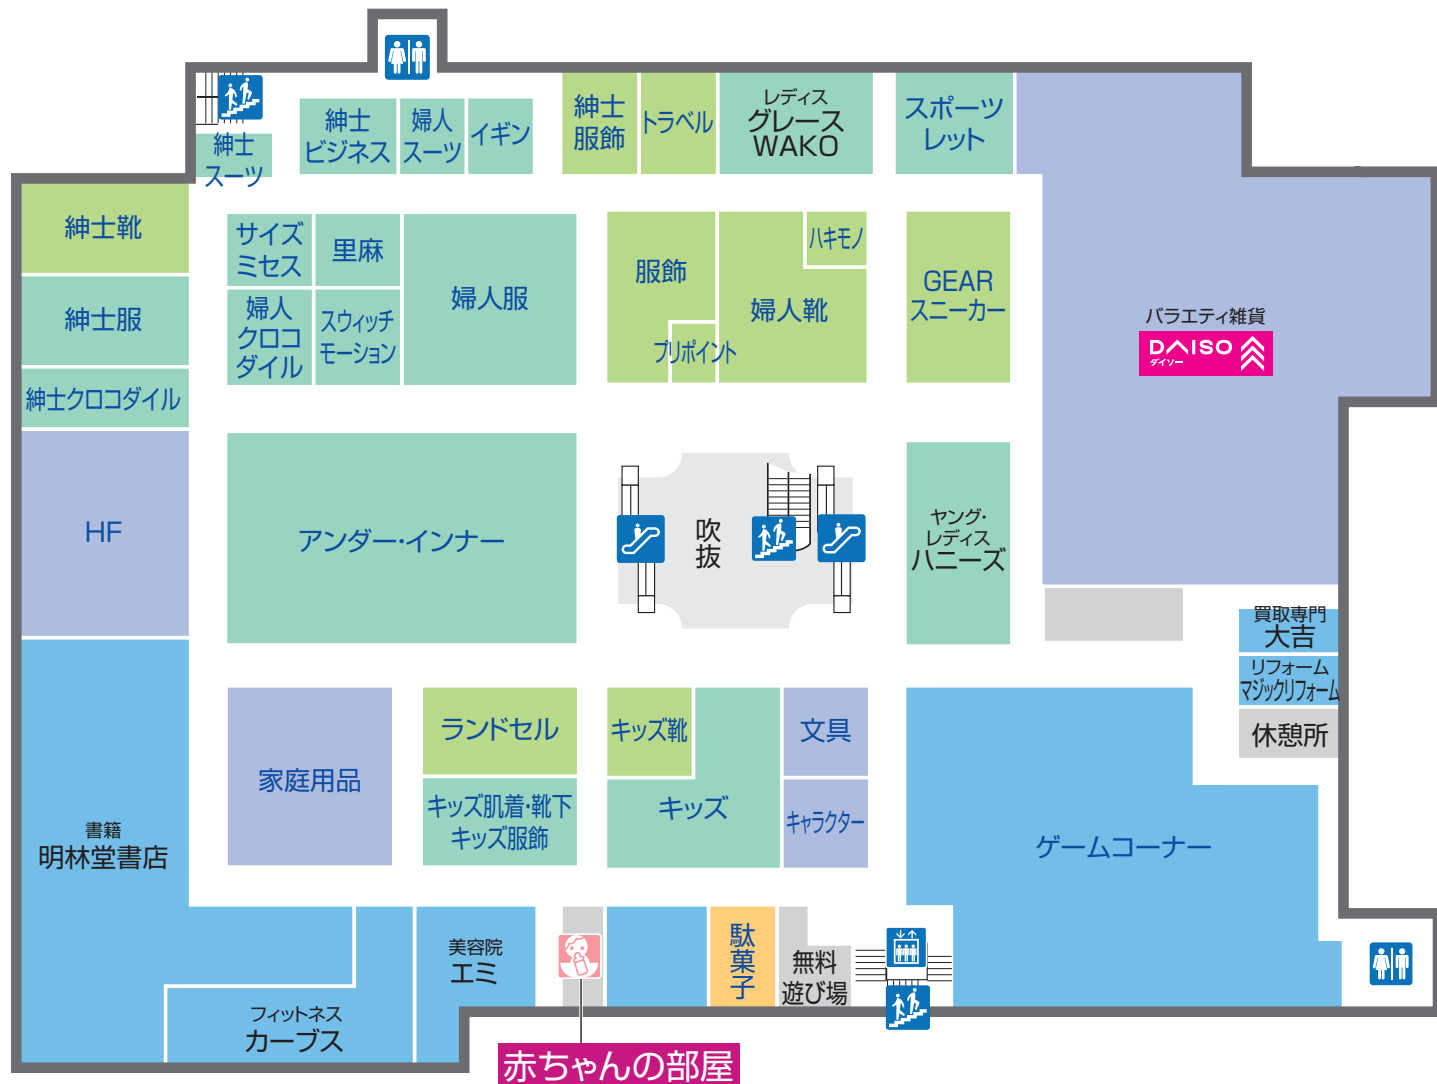 紳士
スーツ
紳士
ビジネス
婦人
スーツ
イギン
紳士
服飾
トラベル
レディス
グレース
WAKO
スポーツ
レット
紳士靴
紳士服
紳士クロコダイル
サイズ
ミセス
里麻
婦人
クロコ
ダイル
スウィッチ
モーション
婦人服
服飾
プリポイント
婦人靴
ハキモノ
GEAR
スニーカー
バラエティ雑貨
DAISO
ダイソー
HF
アンダー・インナー
吹
抜
ヤング・
レディス
ハニーズ
買取専門
大吉
リフォーム
マジックリフォーム
休憩所
書籍
明林堂書店
家庭用品
ランドセル
キッズ肌着・靴下
キッズ服飾
キッズ靴
キッズ
文具
キャラクター
ゲームコーナー
フィットネス
カーブス
美容院
エミ
駄
菓
子
無料
遊び場
赤ちゃんの部屋